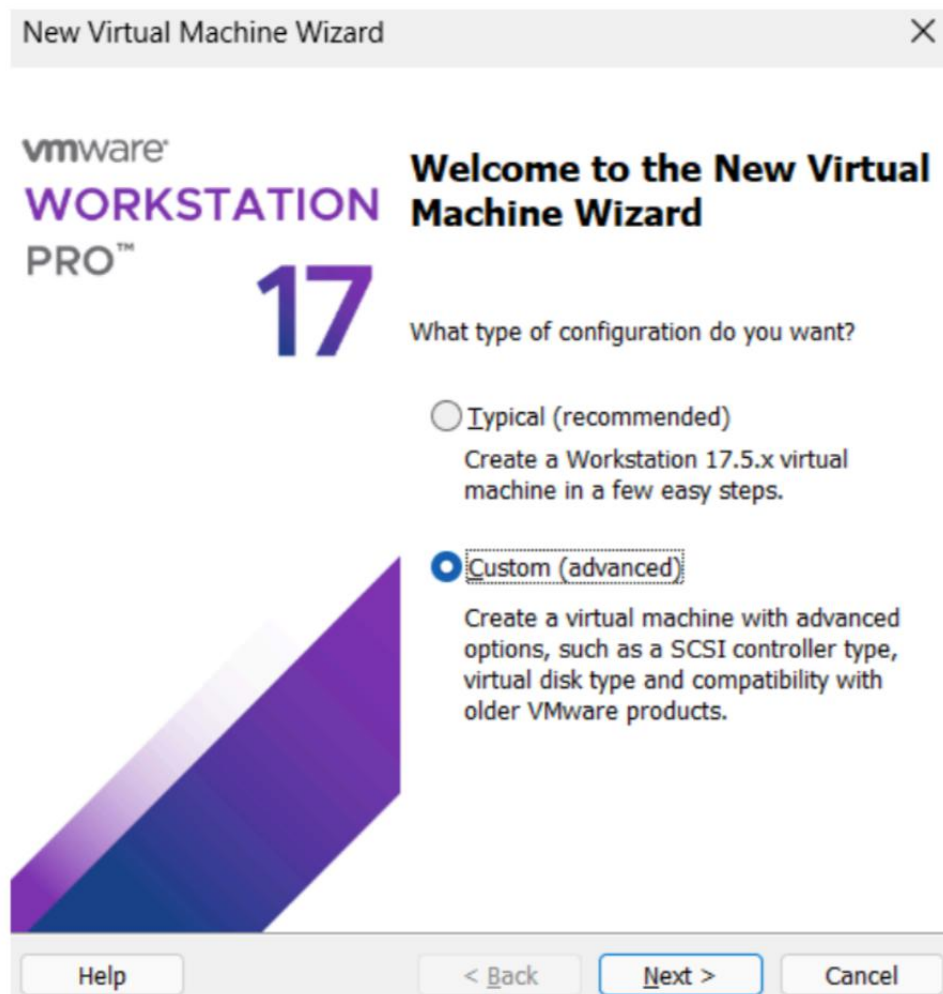 New Virtual Machine Wizard
vmware®
WORKSTATION
PRO™
17
Welcome to the New Virtual
Machine Wizard
What type of configuration do you want?
Typical (recommended)
Create a Workstation 17.5.x virtual
machine in a few easy steps.
Custom (advanced)
Create a virtual machine with advanced
options, such as a SCSI controller type,
virtual disk type and compatibility with
older VMware products.
Help
< Back
Next >
Cancel